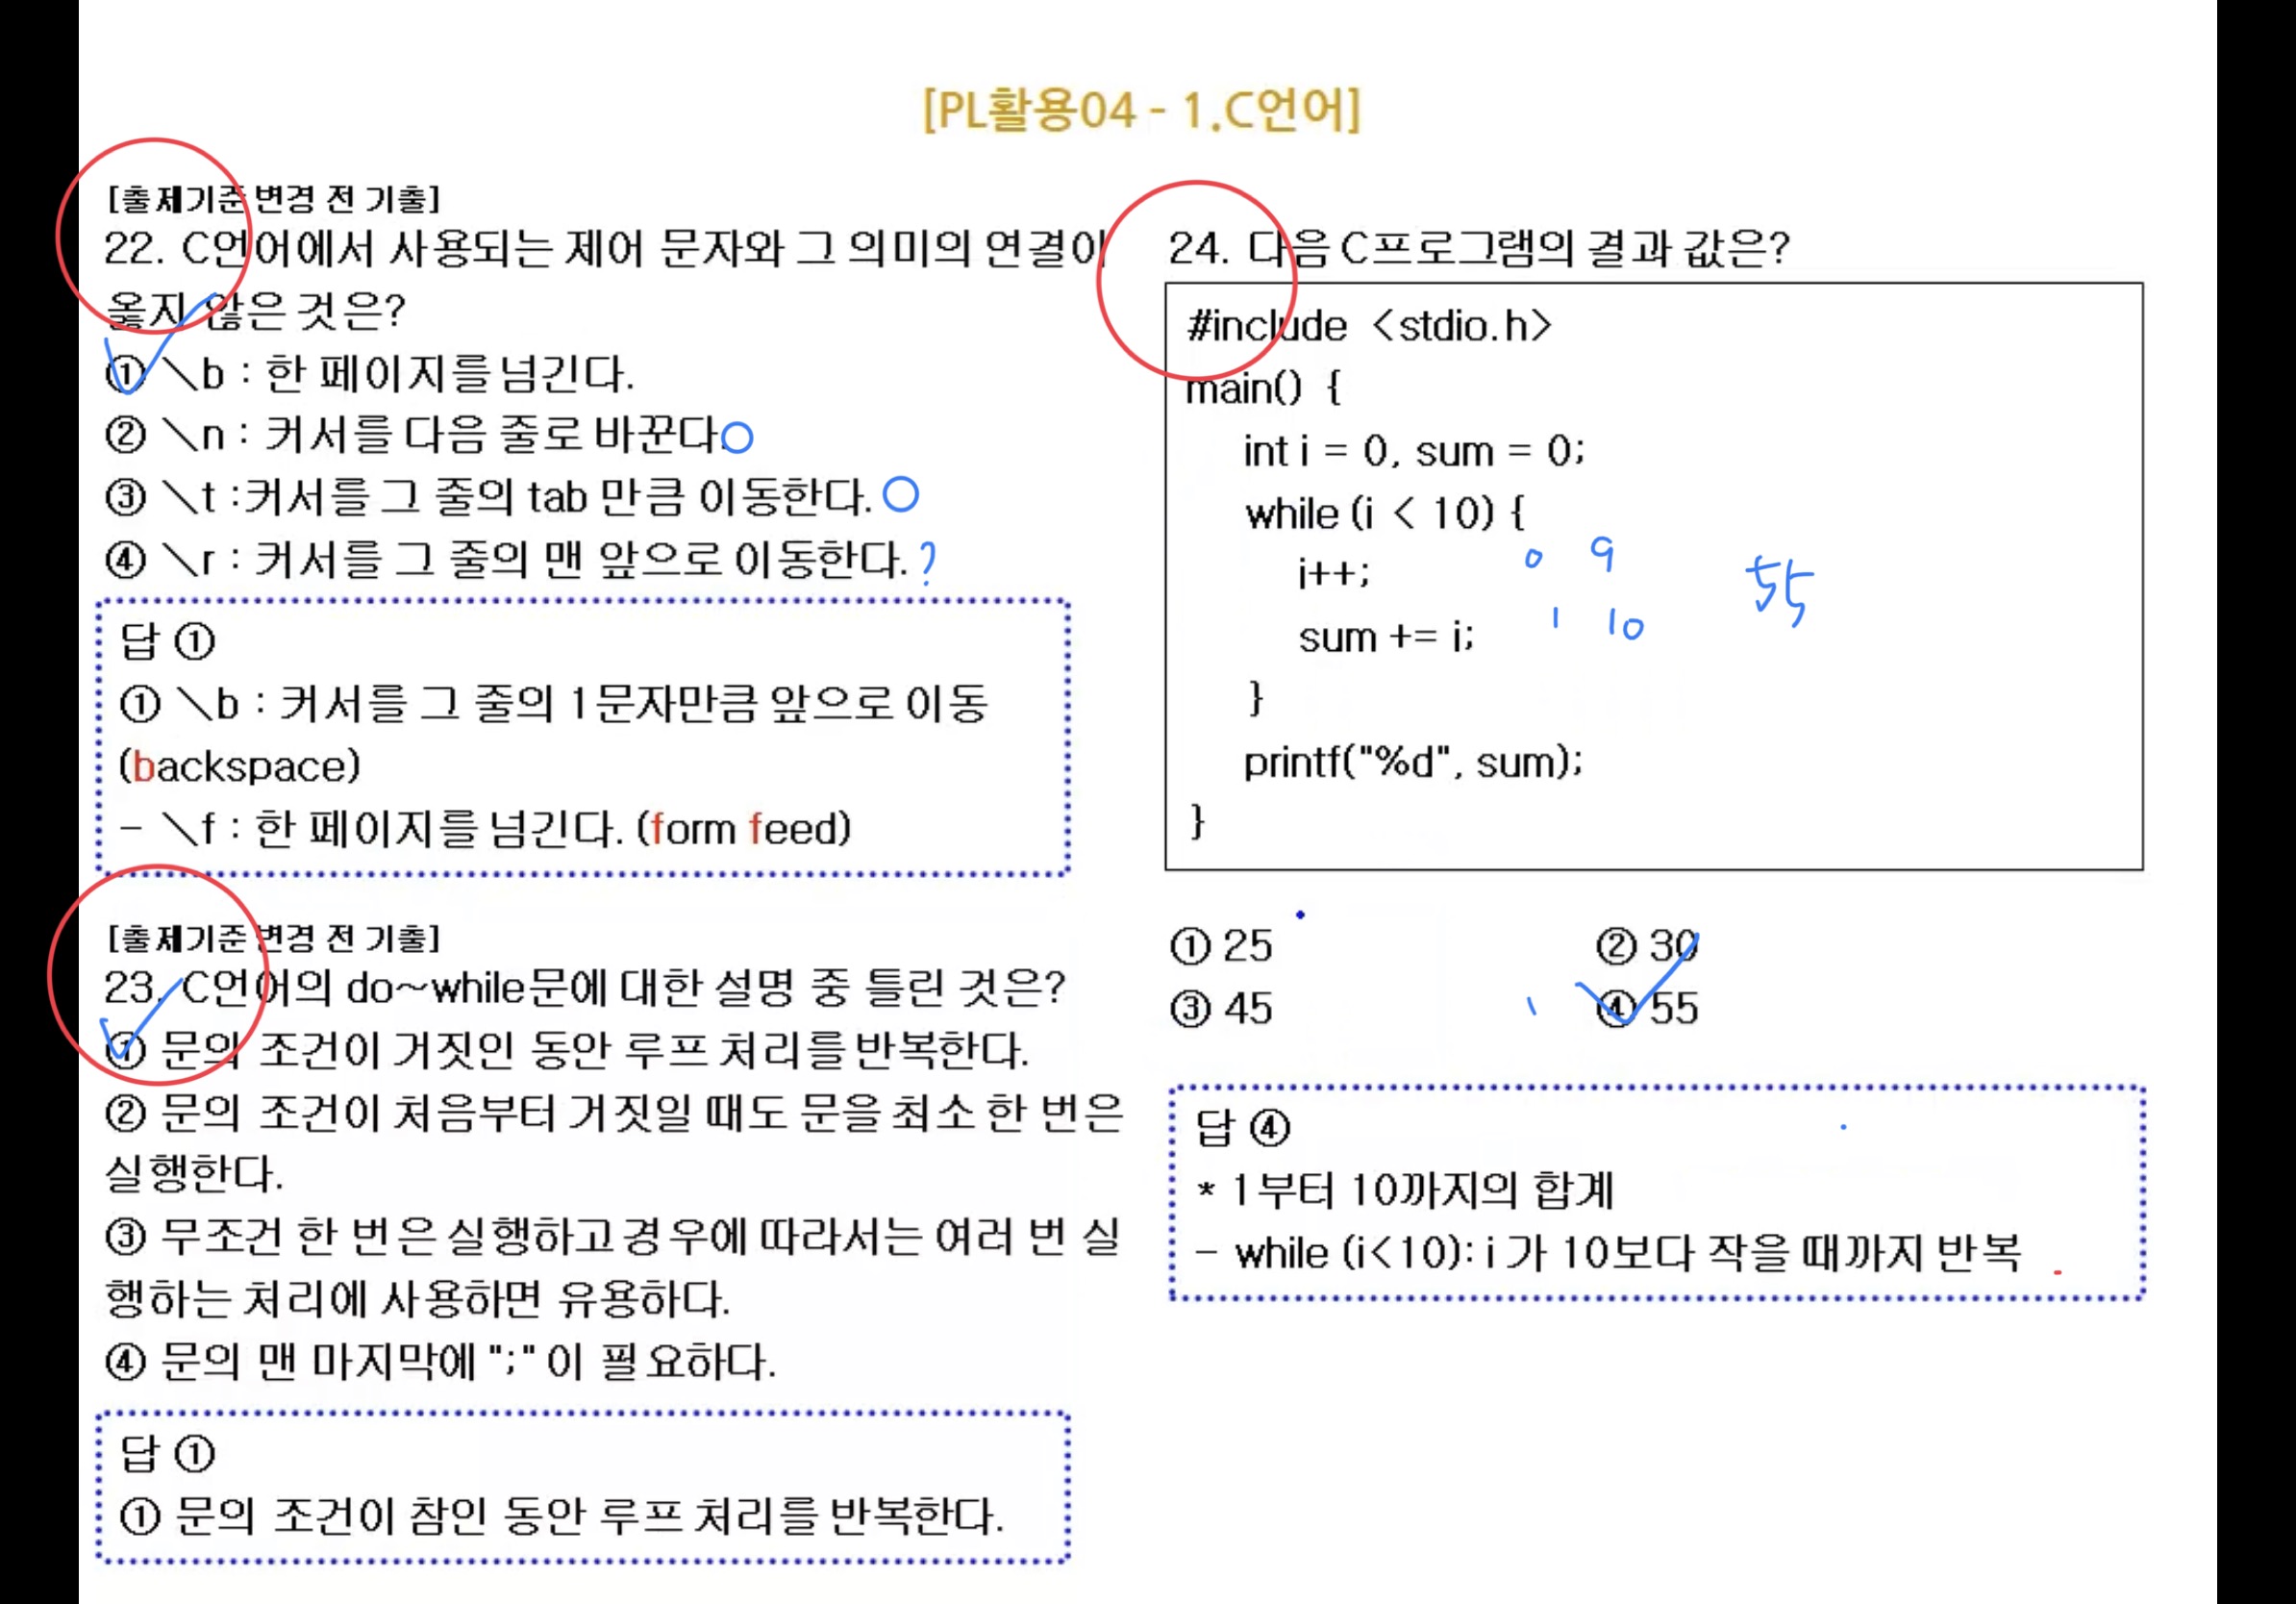 [PL활용04 - 1.C언어]
[출제기준 변경 전 기출]
22. C언어에서 사용되는 제어 문자와 그 의미의 연결이
옳지 않은 것은?
① \b : 한 페이지를 넘긴다.
② \n : 커서를 다음 줄로 바꾼다.
③ \t :커서를 그 줄의 tab 만큼 이동한다.
④ \r : 커서를 그 줄의 맨 앞으로 이동한다. ?
답 ①
① \b : 커서를 그 줄의 1문자만큼 앞으로 이동
(backspace)
- \f : 한 페이지를 넘긴다. (form feed)
[출제기준 변경 전 기출]
23. C언어의 do~while문에 대한 설명 중 틀린 것은?
① 문의 조건이 거짓인 동안 루프 처리를 반복한다.
② 문의 조건이 처음부터 거짓일 때도 문을 최소 한 번은
실행한다.
③ 무조건 한 번은 실행하고 경우에 따라서는 여러 번 실
행하는 처리에 사용하면 유용하다.
④ 문의 맨 마지막에 ";" 이 필요하다.
답 ①
① 문의 조건이 참인 동안 루프 처리를 반복한다.
24. 다음 C프로그램의 결과 값은?
#include <stdio.h>
main() {
int i = 0, sum = 0;
while (i < 10) {
i++;
0 9
55
sum += i;
1 10
}
printf("%d", sum);
}
① 25 ② 30
③ 45 ④ 55
답 ④
* 1부터 10까지의 합계
- while (i<10): i 가 10보다 작을 때까지 반복